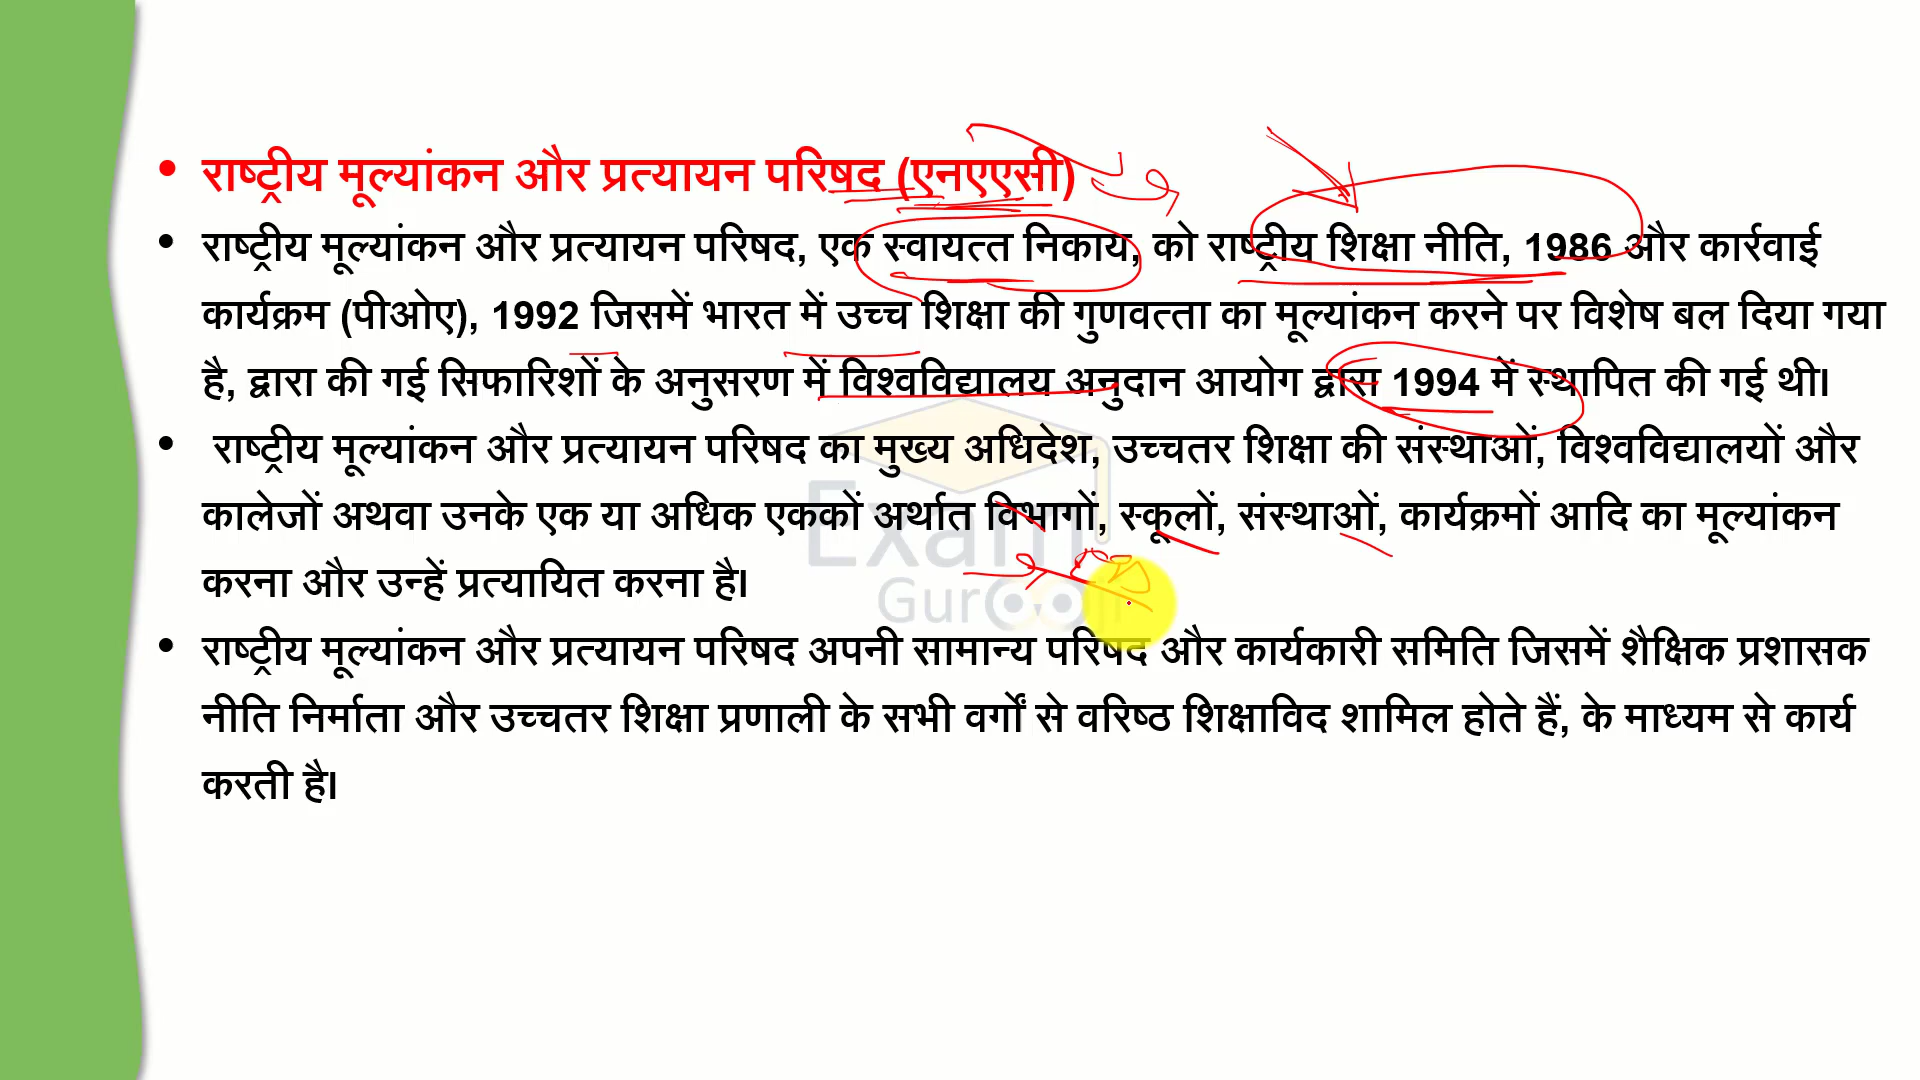 • राष्ट्रीय मूल्यांकन और प्रत्यायन परिषद (एनएएसी)
• राष्ट्रीय मूल्यांकन और प्रत्यायन परिषद, एक स्वायत्त निकाय, को राष्ट्रीय शिक्षा नीति, 1986 और कार्रवाई
कार्यक्रम (पीओए), 1992 जिसमें भारत में उच्च शिक्षा की गुणवत्ता का मूल्यांकन करने पर विशेष बल दिया गया
है, द्वारा की गई सिफारिशों के अनुसरण में विश्वविद्यालय अनुदान आयोग द्वारा 1994 में स्थापित की गई थी।
• राष्ट्रीय मूल्यांकन और प्रत्यायन परिषद का मुख्य अधिदेश, उच्चतर शिक्षा की संस्थाओं, विश्वविद्यालयों और
कालेजों अथवा उनके एक या अधिक एककों अर्थात विभागों, स्कूलों, संस्थाओं, कार्यक्रमों आदि का मूल्यांकन
करना और उन्हें प्रत्यायित करना है।
• राष्ट्रीय मूल्यांकन और प्रत्यायन परिषद अपनी सामान्य परिषद और कार्यकारी समिति जिसमें शैक्षिक प्रशासक
नीति निर्माता और उच्चतर शिक्षा प्रणाली के सभी वर्गों से वरिष्ठ शिक्षाविद शामिल होते हैं, के माध्यम से कार्य
करती है।
Exam